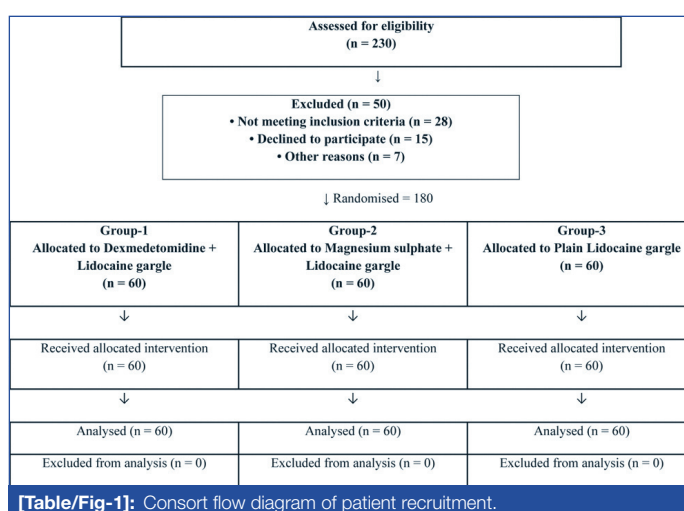 Assessed for eligibility
(n = 230)
↓
Excluded (n = 50)
• Not meeting inclusion criteria (n = 28)
• Declined to participate (n = 15)
• Other reasons (n = 7)
↓ Randomised = 180
Group-1
Allocated to Dexmedetomidine +
Lidocaine gargle
(n = 60)
Group-2
Allocated to Magnesium sulphate +
Lidocaine gargle
(n = 60)
Group-3
Allocated to Plain Lidocaine gargle
(n = 60)
↓ ↓ ↓
Received allocated intervention
(n = 60)
Received allocated intervention
(n = 60)
Received allocated intervention
(n = 60)
↓ ↓ ↓
Analysed (n = 60) Analysed (n = 60) Analysed (n = 60)
Excluded from analysis (n = 0) Excluded from analysis (n = 0) Excluded from analysis (n = 0)
[Table/Fig-1]: Consort flow diagram of patient recruitment.